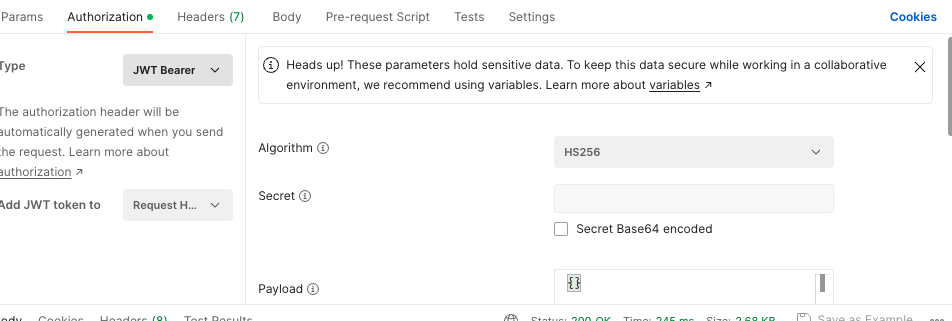 Params Authorization Headers (7) Body Pre-request Script Tests Settings Cookies
Type JWT Bearer
The authorization header will be
automatically generated when you send
the request. Learn more about
authorization ↗
Add JWT token to Request H...
Heads up! These parameters hold sensitive data. To keep this data secure while working in a collaborative
environment, we recommend using variables. Learn more about variables ↗
Algorithm HS256
Secret
Secret Base64 encoded
Payload {}
Body Cookies Headers (8) Test Results Status: 200 OK Time: 245 ms Size: 2.68 KB Save as Example